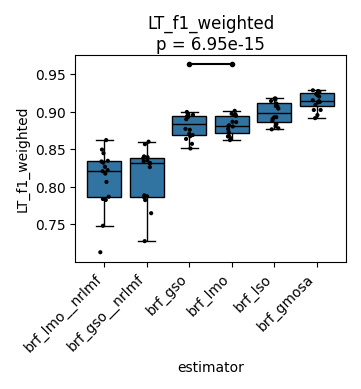 LT_f1_weighted
p = 6.95e-15
LT_f1_weighted
0.95
0.90
0.85
0.80
0.75
brf_lmo__nrlmf
brf_gso__nrlmf
brf_gso
brf_lmo
brf_lso
brf_gmosa
estimator